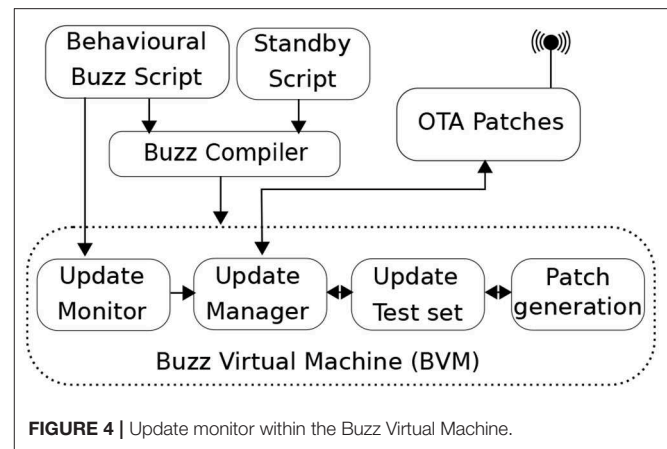 Behavioural
Buzz Script
Standby
Script
OTA Patches
Buzz Compiler
Update
Monitor
Update
Manager
Update
Test set
Patch
generation
Buzz Virtual Machine (BVM)
FIGURE 4 | Update monitor within the Buzz Virtual Machine.